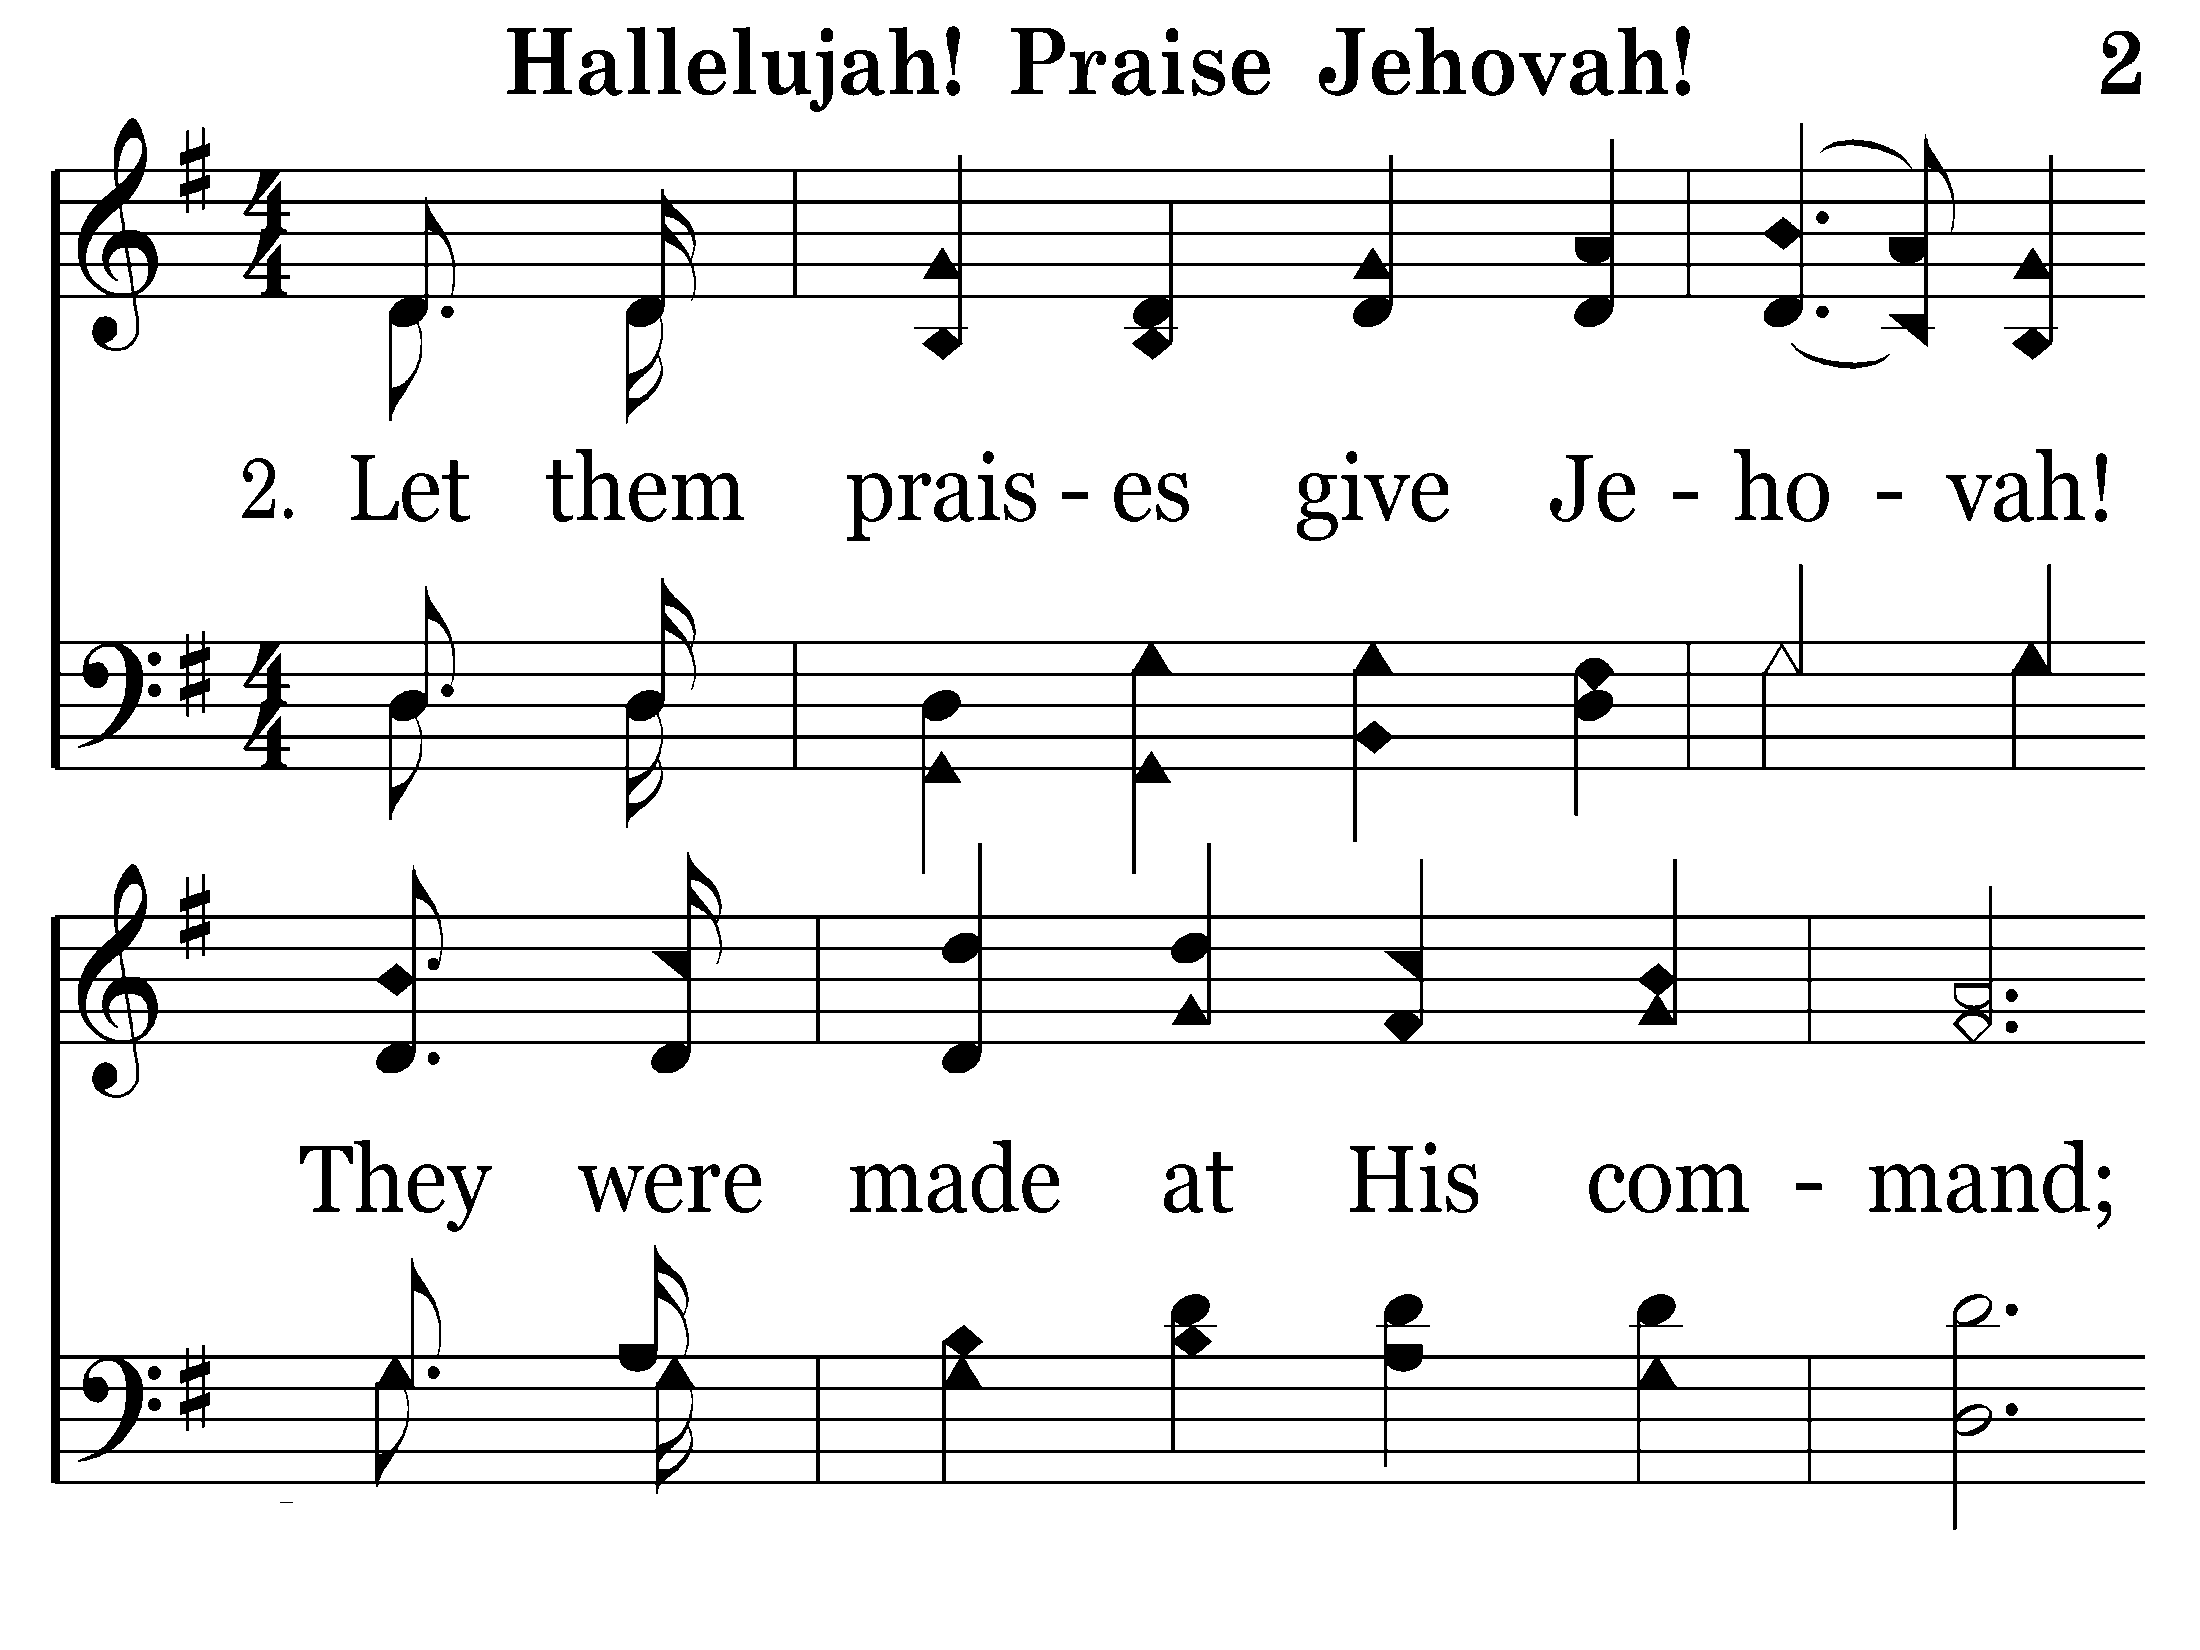 Hallelujah! Praise Jehovah! 2
2. Let them prais - es give Je - ho - vah!
They were made at His com - mand;